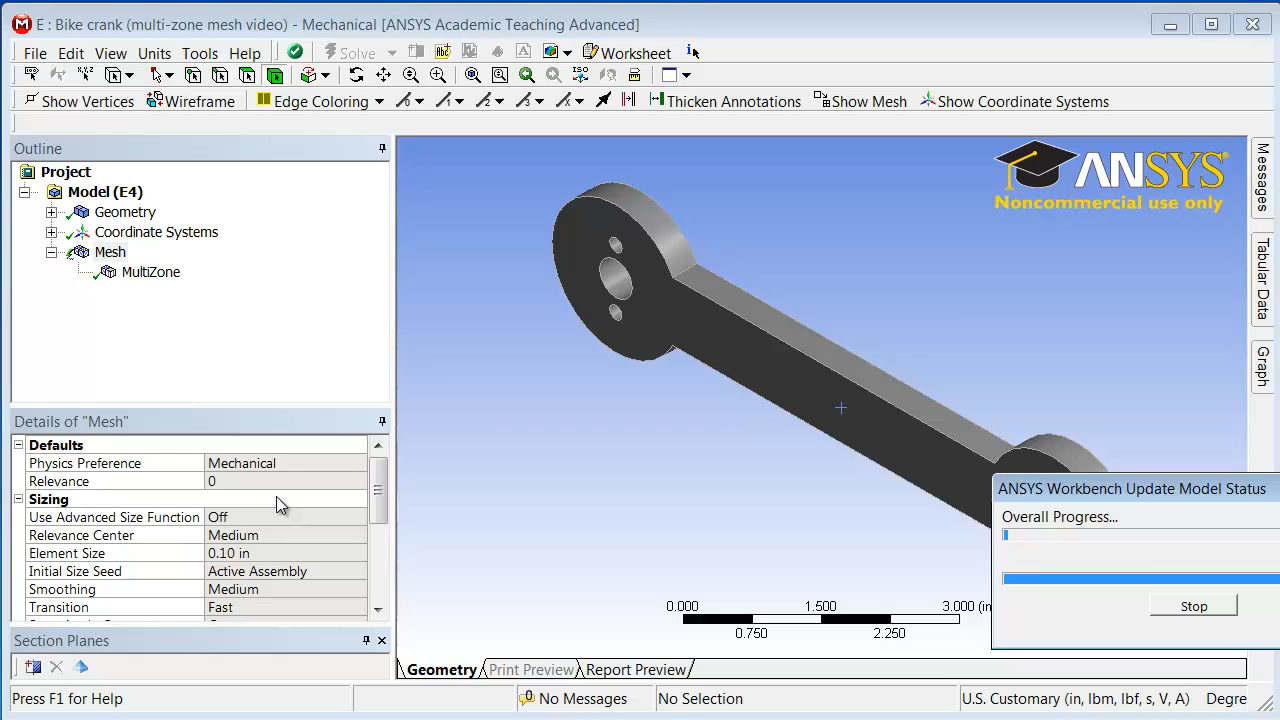 E : Bike crank (multi-zone mesh video) - Mechanical [ANSYS Academic Teaching Advanced]
File Edit View Units Tools Help Solve Worksheet
Show Vertices Wireframe Edge Coloring Thicken Annotations Show Mesh Show Coordinate Systems
Outline
Project
Model (E4)
Geometry
Coordinate Systems
Mesh
MultiZone
Details of "Mesh"
Defaults
Physics Preference Mechanical
Relevance 0
Sizing
Use Advanced Size Function Off
Relevance Center Medium
Element Size 0.10 in
Initial Size Seed Active Assembly
Smoothing Medium
Transition Fast
Section Planes
ANSYS
Noncommercial use only
Messages
Tabular Data
Graph
ANSYS Workbench Update Model Status
Overall Progress...
Stop
0.000 1.500 3.000 (in
0.750 2.250
Geometry Print Preview Report Preview
Press F1 for Help 0 No Messages No Selection U.S. Customary (in, lbm, lbf, s, V, A) Degre